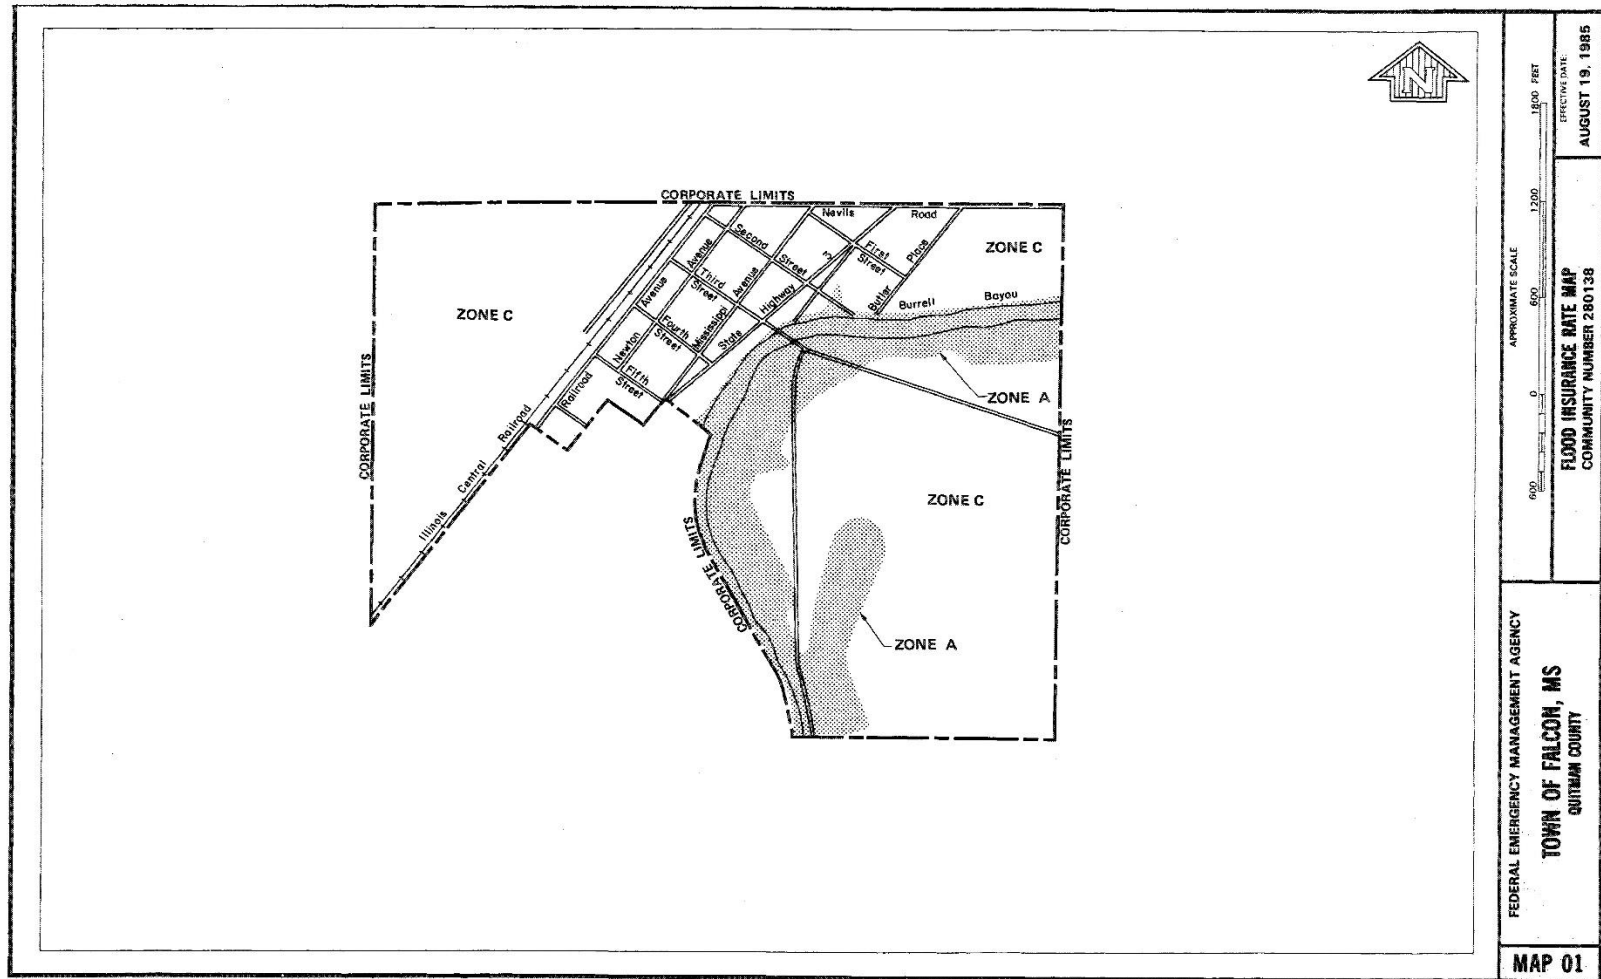 N
CORPORATE LIMITS
Nevils Road
ZONE C
ZONE C
Second Street
First Street
Butler Place
Avenue
Third Street
Mississippi Avenue
State Highway 3
Burrell Bayou
Newton Avenue
Fourth Street
Fifth Street
Railroad
ZONE A
CORPORATE LIMITS
CORPORATE LIMITS
Illinois Central Railroad
ZONE C
CORPORATE LIMITS
CORPORATE LIMITS
ZONE A
APPROXIMATE SCALE
600 0 600 1200 1800 FEET
EFFECTIVE DATE:
AUGUST 19, 1985
FLOOD INSURANCE RATE MAP
COMMUNITY NUMBER 280138
FEDERAL EMERGENCY MANAGEMENT AGENCY
TOWN OF FALCON, MS
QUITMAN COUNTY
MAP 01